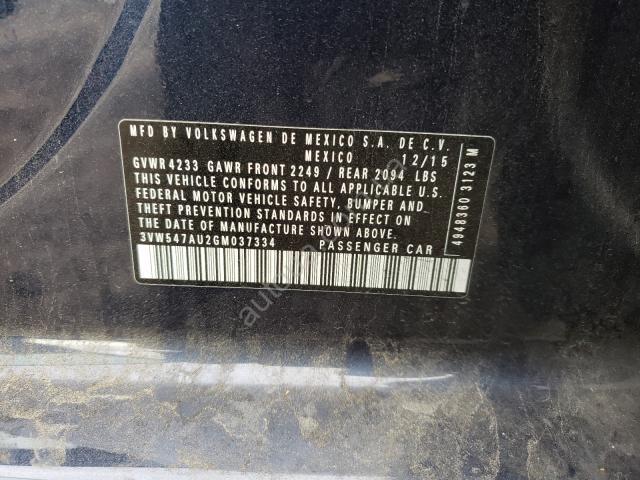 MFD BY VOLKSWAGEN DE MEXICO S.A. DE C.V.
MEXICO 12/15
GVWR 4233 GAWR FRONT 2249 / REAR 2094 LBS
THIS VEHICLE CONFORMS TO ALL APPLICABLE U.S.
FEDERAL MOTOR VEHICLE SAFETY, BUMPER AND
THEFT PREVENTION STANDARDS IN EFFECT ON
THE DATE OF MANUFACTURE SHOWN ABOVE.
3VW547AU2GM037334 PASSENGER CAR
4948360 3123 M